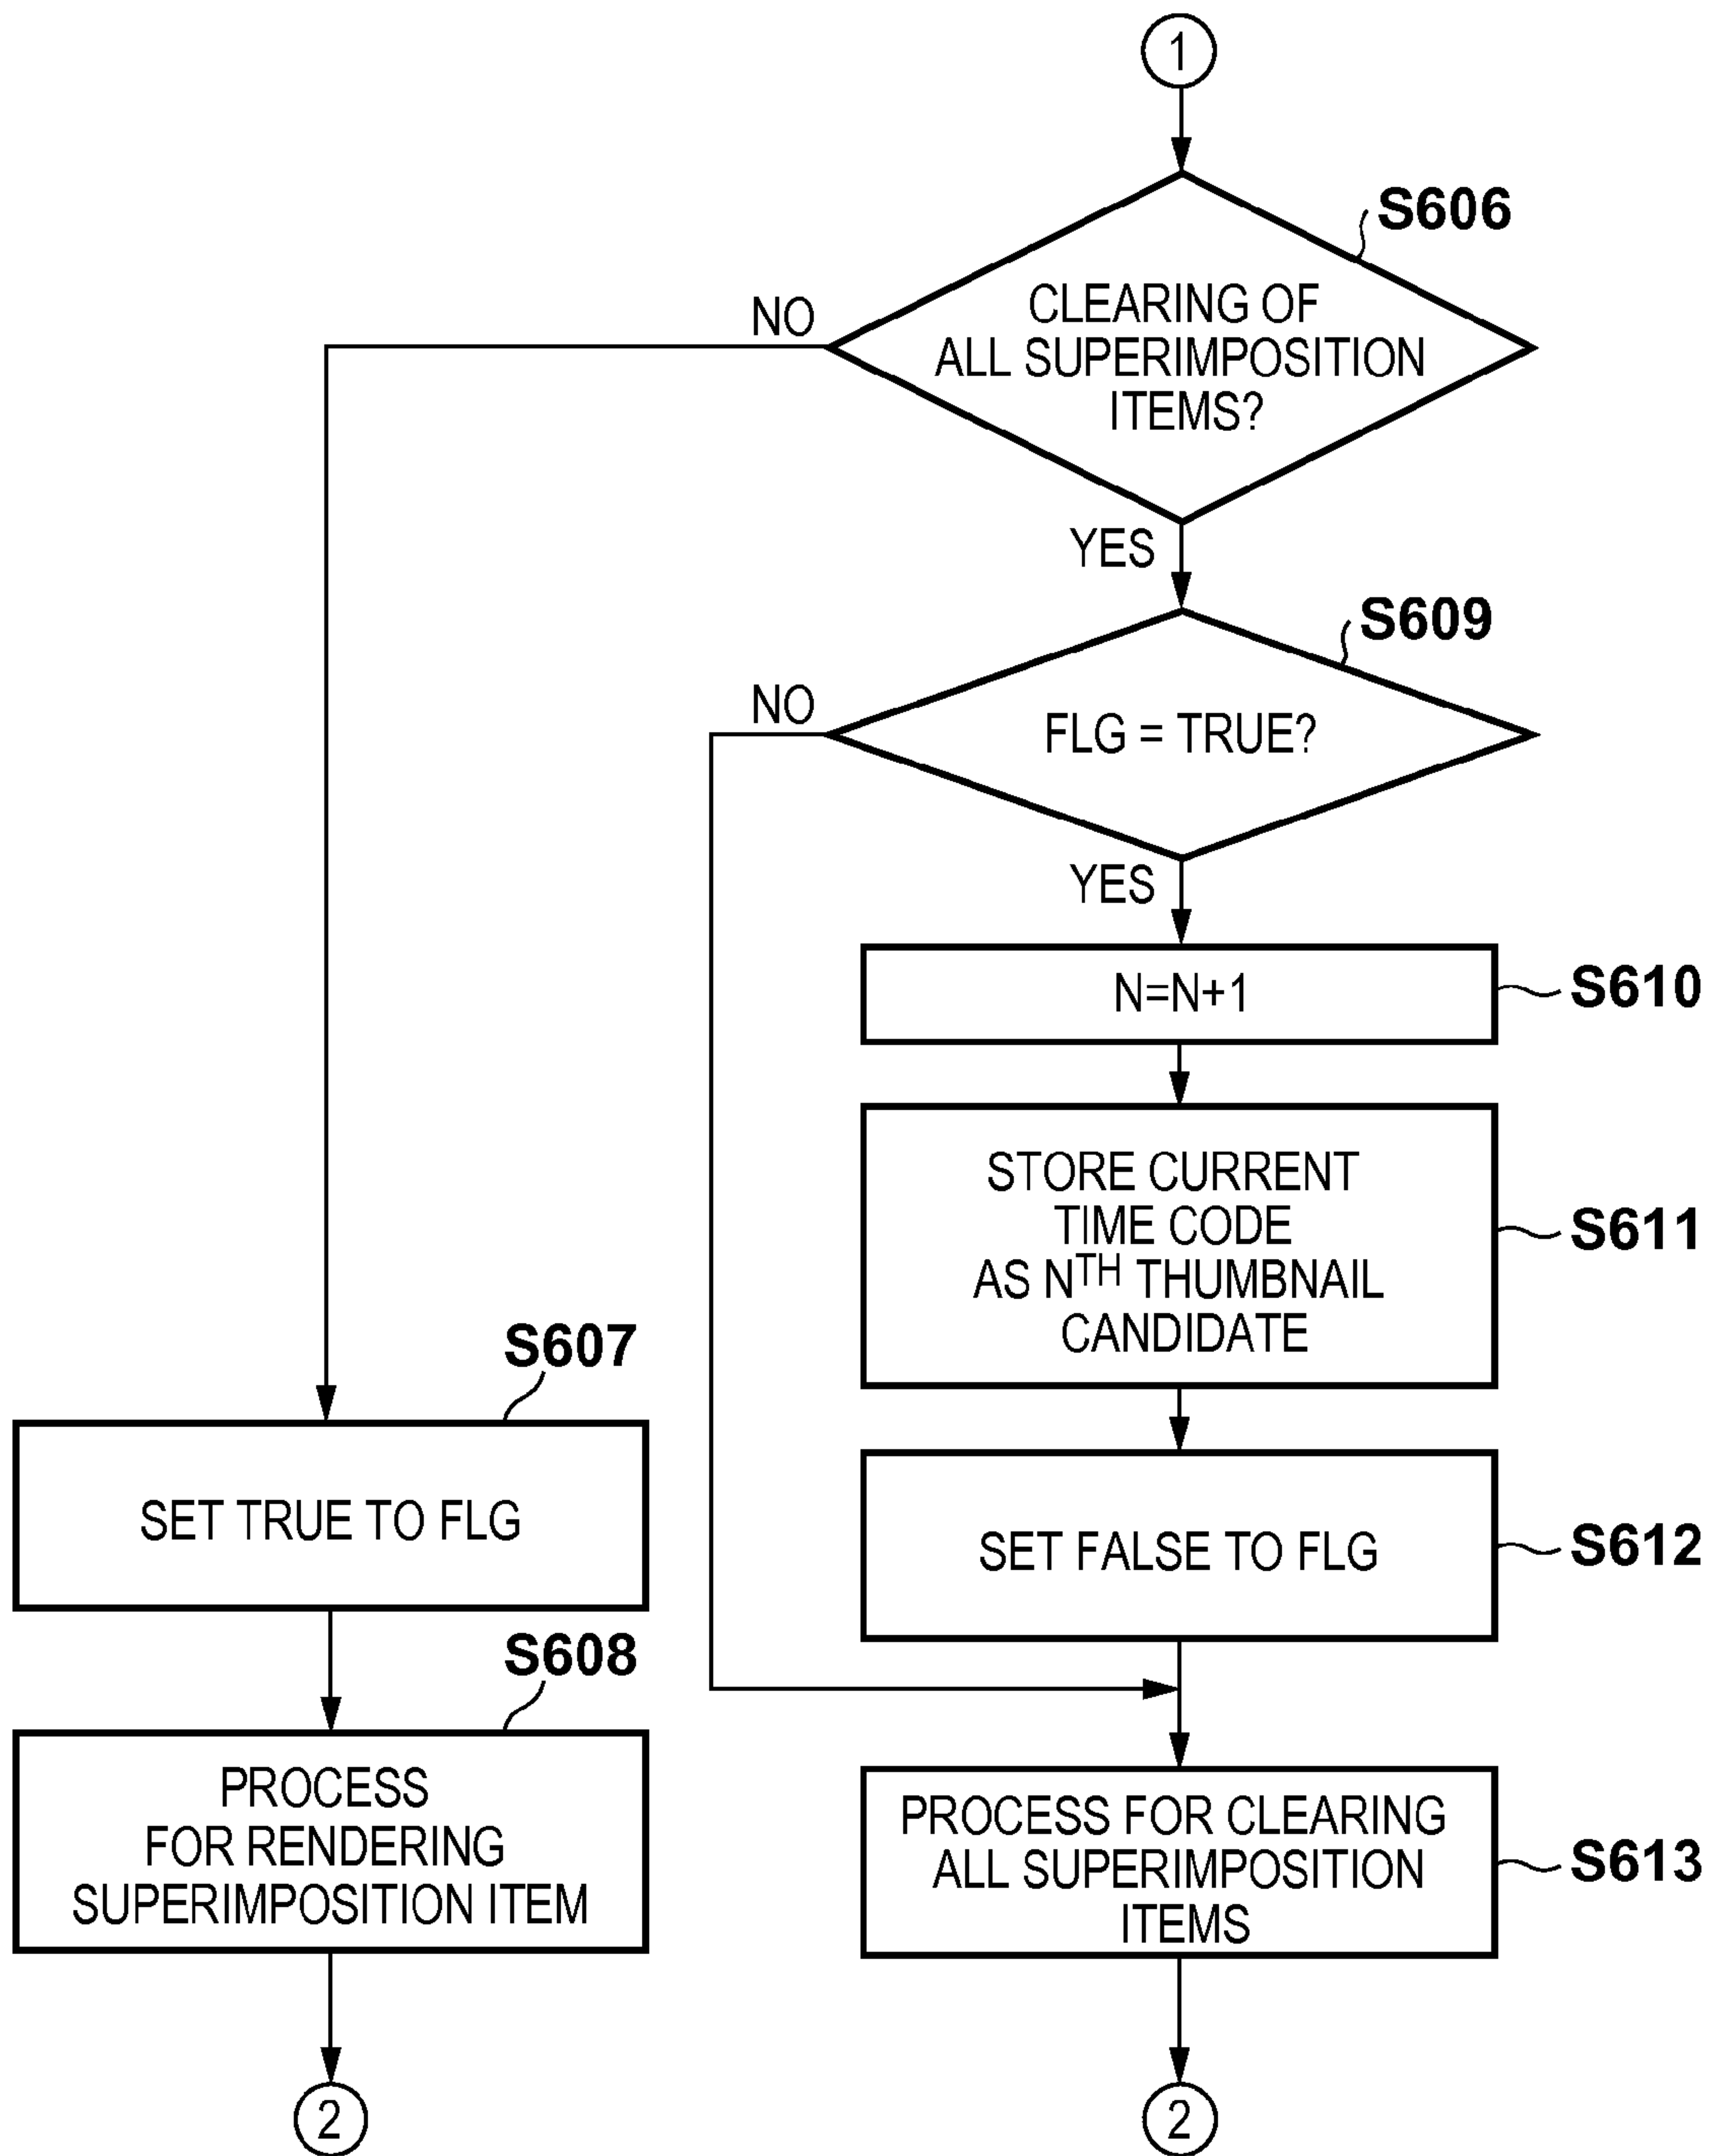 1
S606
CLEARING OF
ALL SUPERIMPOSITION
ITEMS?
NO
YES
S609
FLG = TRUE?
NO
YES
N=N+1
S610
STORE CURRENT
TIME CODE
AS NTH THUMBNAIL
CANDIDATE
S611
S607
SET TRUE TO FLG
SET FALSE TO FLG
S612
S608
PROCESS
FOR RENDERING
SUPERIMPOSITION ITEM
PROCESS FOR CLEARING
ALL SUPERIMPOSITION
ITEMS
S613
2
2